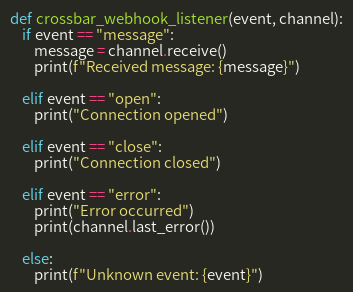 def crossbar_webhook_listener(event, channel):
    if event == "message":
        message = channel.receive()
        print(f"Received message: {message}")

    elif event == "open":
        print("Connection opened")

    elif event == "close":
        print("Connection closed")

    elif event == "error":
        print("Error occurred")
        print(channel.last_error())

    else:
        print(f"Unknown event: {event}")